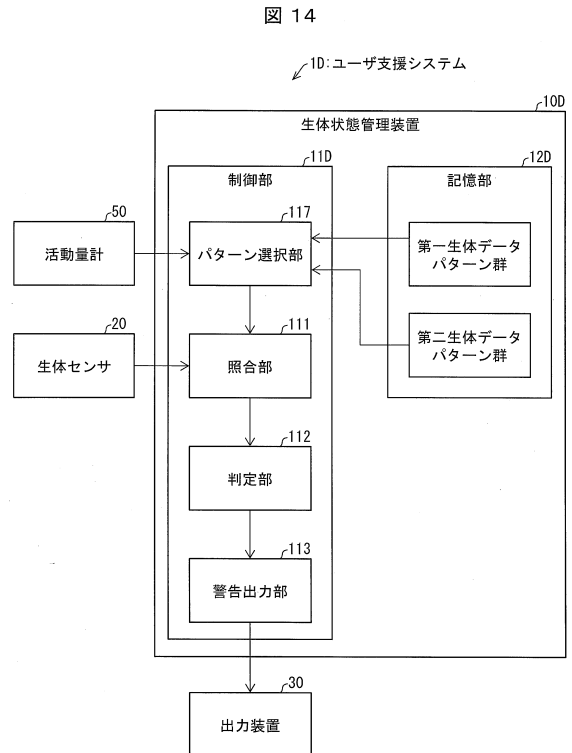 図 14
1D:ユーザ支援システム
10D
生体状態管理装置
11D
制御部
12D
記憶部
50
活動量計
117
パターン選択部
第一生体データ
パターン群
20
生体センサ
111
照合部
第二生体データ
パターン群
112
判定部
113
警告出力部
30
出力装置